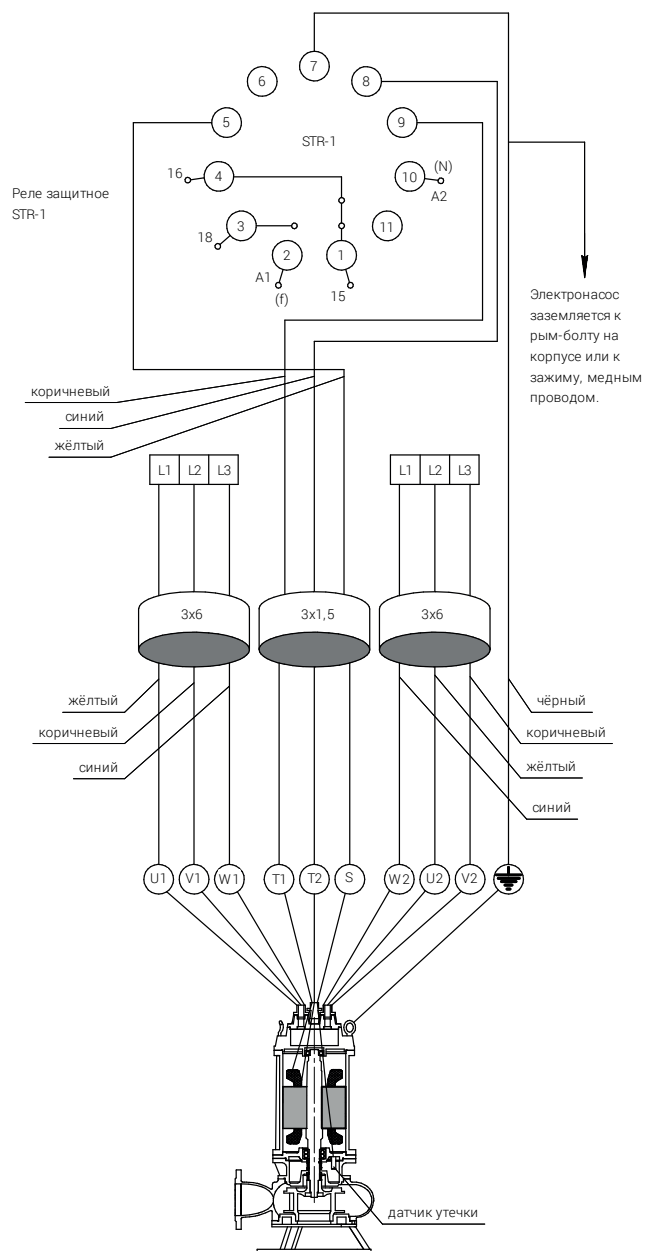 7
6
8
5
9
STR-1
16
4
10
(N)
A2
Реле защитное
STR-1
18
3
11
2
1
A1
(f)
15
Электронасос
заземляется к
рым-болту на
корпусе или к
зажиму, медным
проводом.
коричневый
синий
жёлтый
L1 L2 L3
L1 L2 L3
3x6
3x1,5
3x6
жёлтый
коричневый
синий
чёрный
коричневый
жёлтый
синий
U1 V1 W1 T1 T2 S W2 U2 V2
датчик утечки